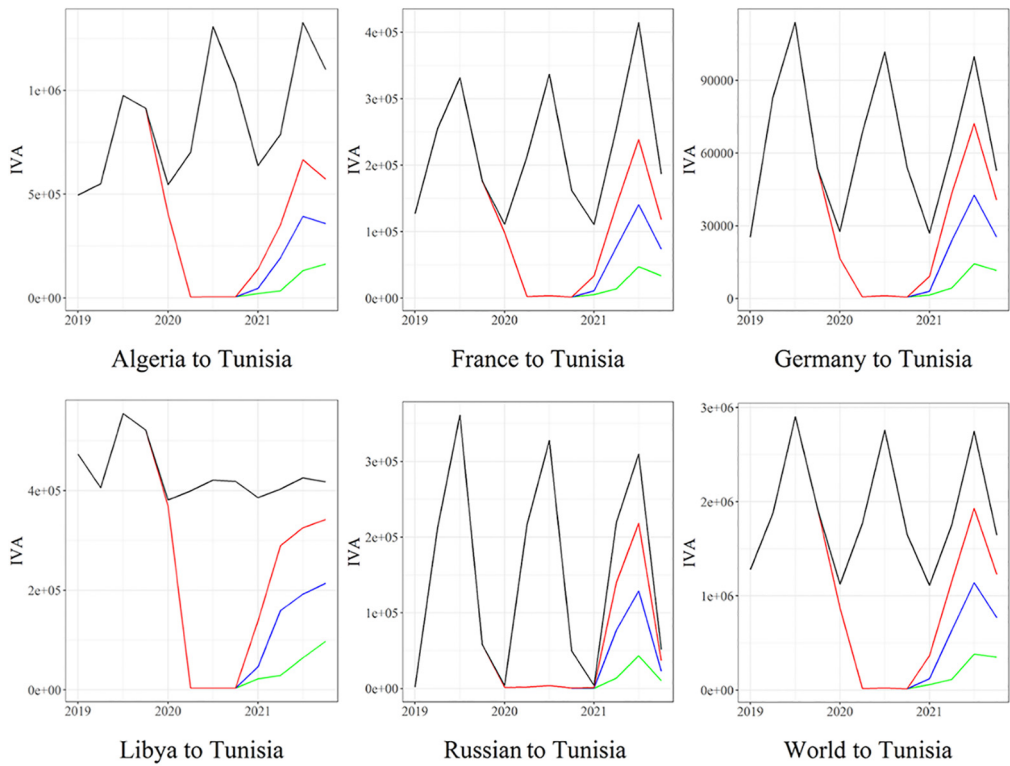 IVA
1e+06
5e+05
0e+00
2019 2020 2021
Algeria to Tunisia
IVA
4e+05
3e+05
2e+05
1e+05
0e+00
2019 2020 2021
France to Tunisia
IVA
90000
60000
30000
0
2019 2020 2021
Germany to Tunisia
IVA
4e+05
2e+05
0e+00
2019 2020 2021
Libya to Tunisia
IVA
3e+05
2e+05
1e+05
0e+00
2019 2020 2021
Russian to Tunisia
IVA
3e+06
2e+06
1e+06
0e+00
2019 2020 2021
World to Tunisia